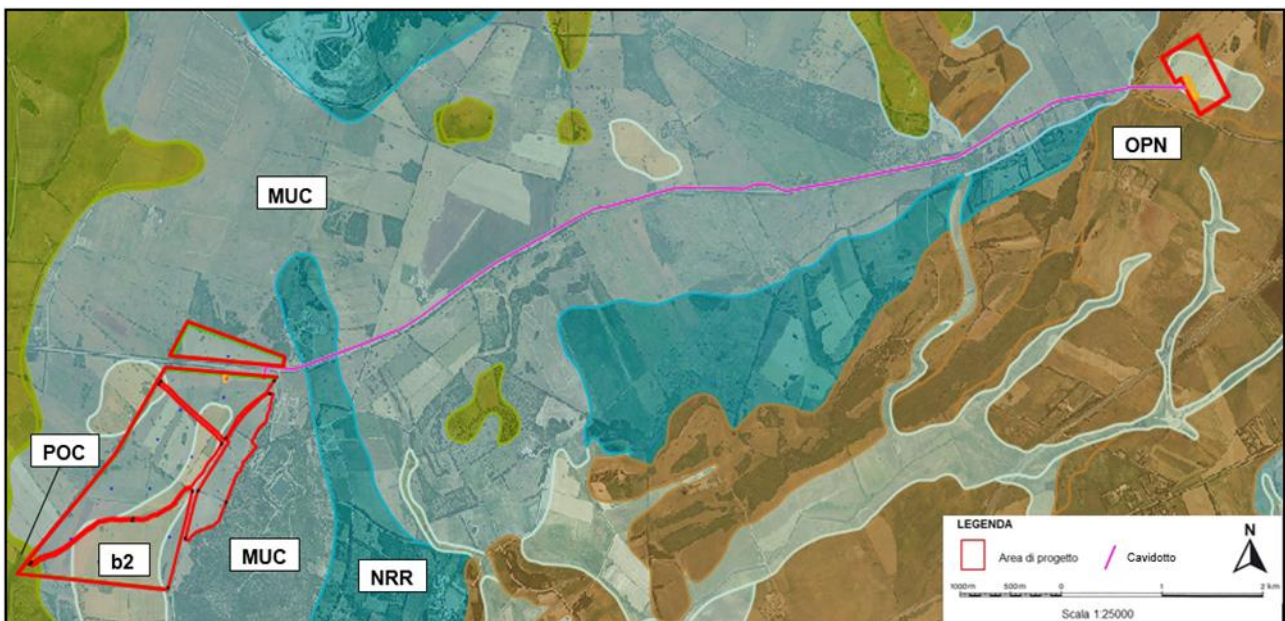 MUC
OPN
POC
b2
MUC
NRR
LEGENDA
Area di progetto
Cavidotto
N
1000m 500m 0 1 2 km
Scala 1:25000